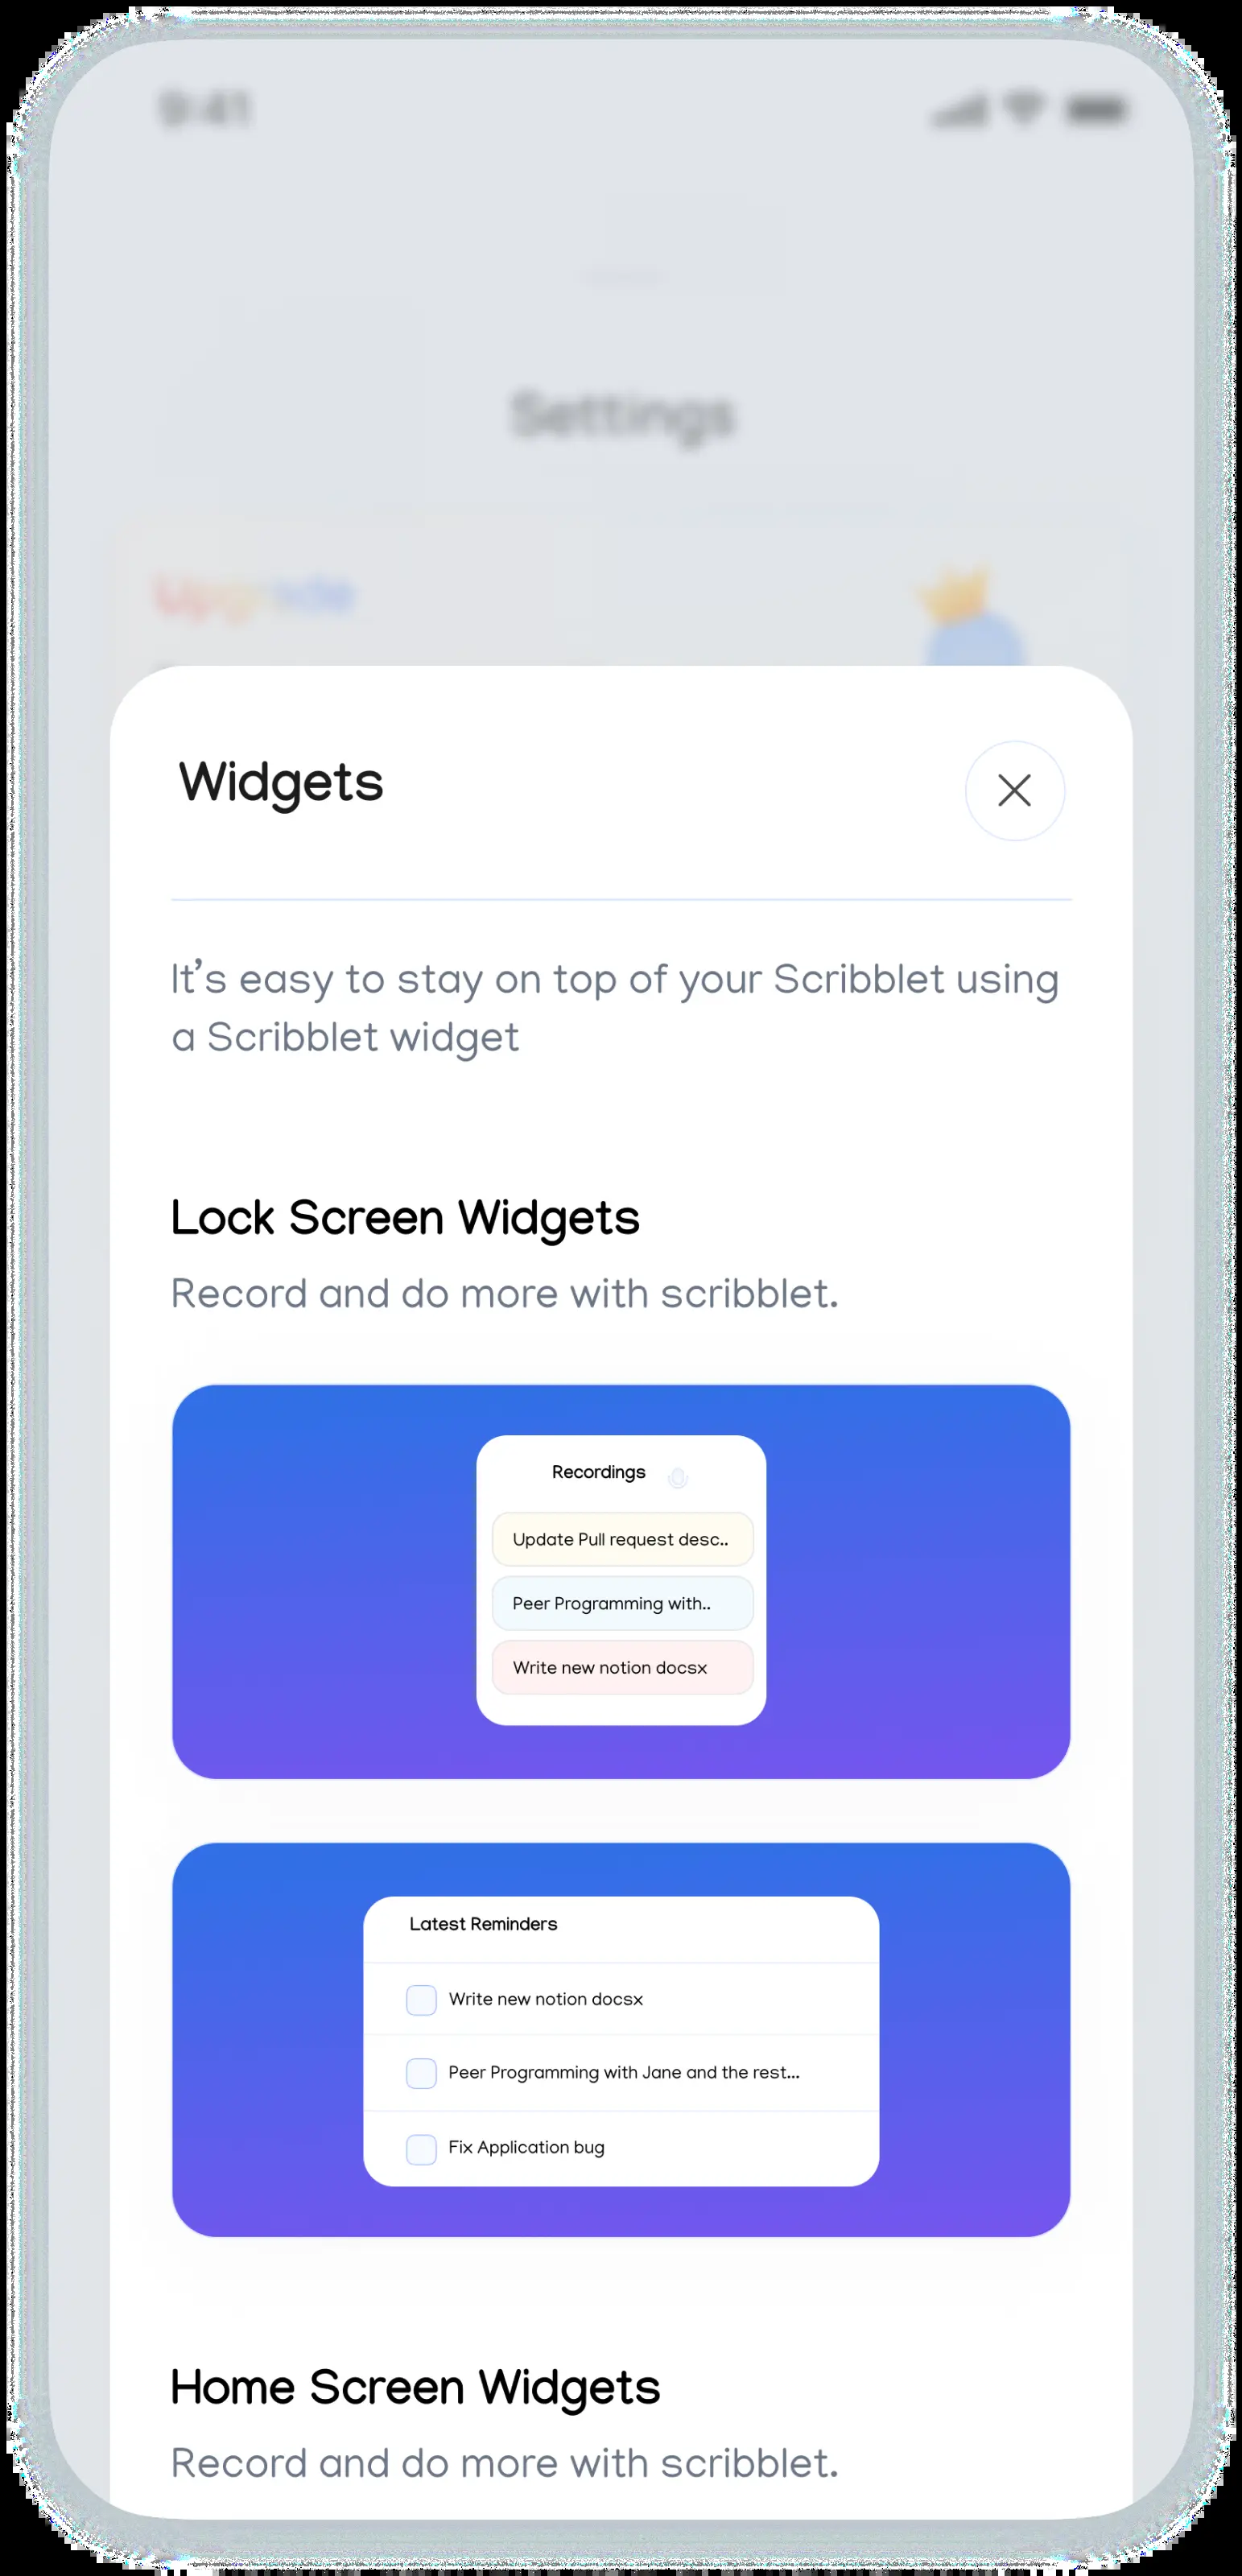 9:41
Settings
Upgrade
Widgets
It’s easy to stay on top of your Scribblet using
a Scribblet widget
Lock Screen Widgets
Record and do more with scribblet.
Recordings
Update Pull request desc..
Peer Programming with..
Write new notion docsx
Latest Reminders
Write new notion docsx
Peer Programming with Jane and the rest...
Fix Application bug
Home Screen Widgets
Record and do more with scribblet.